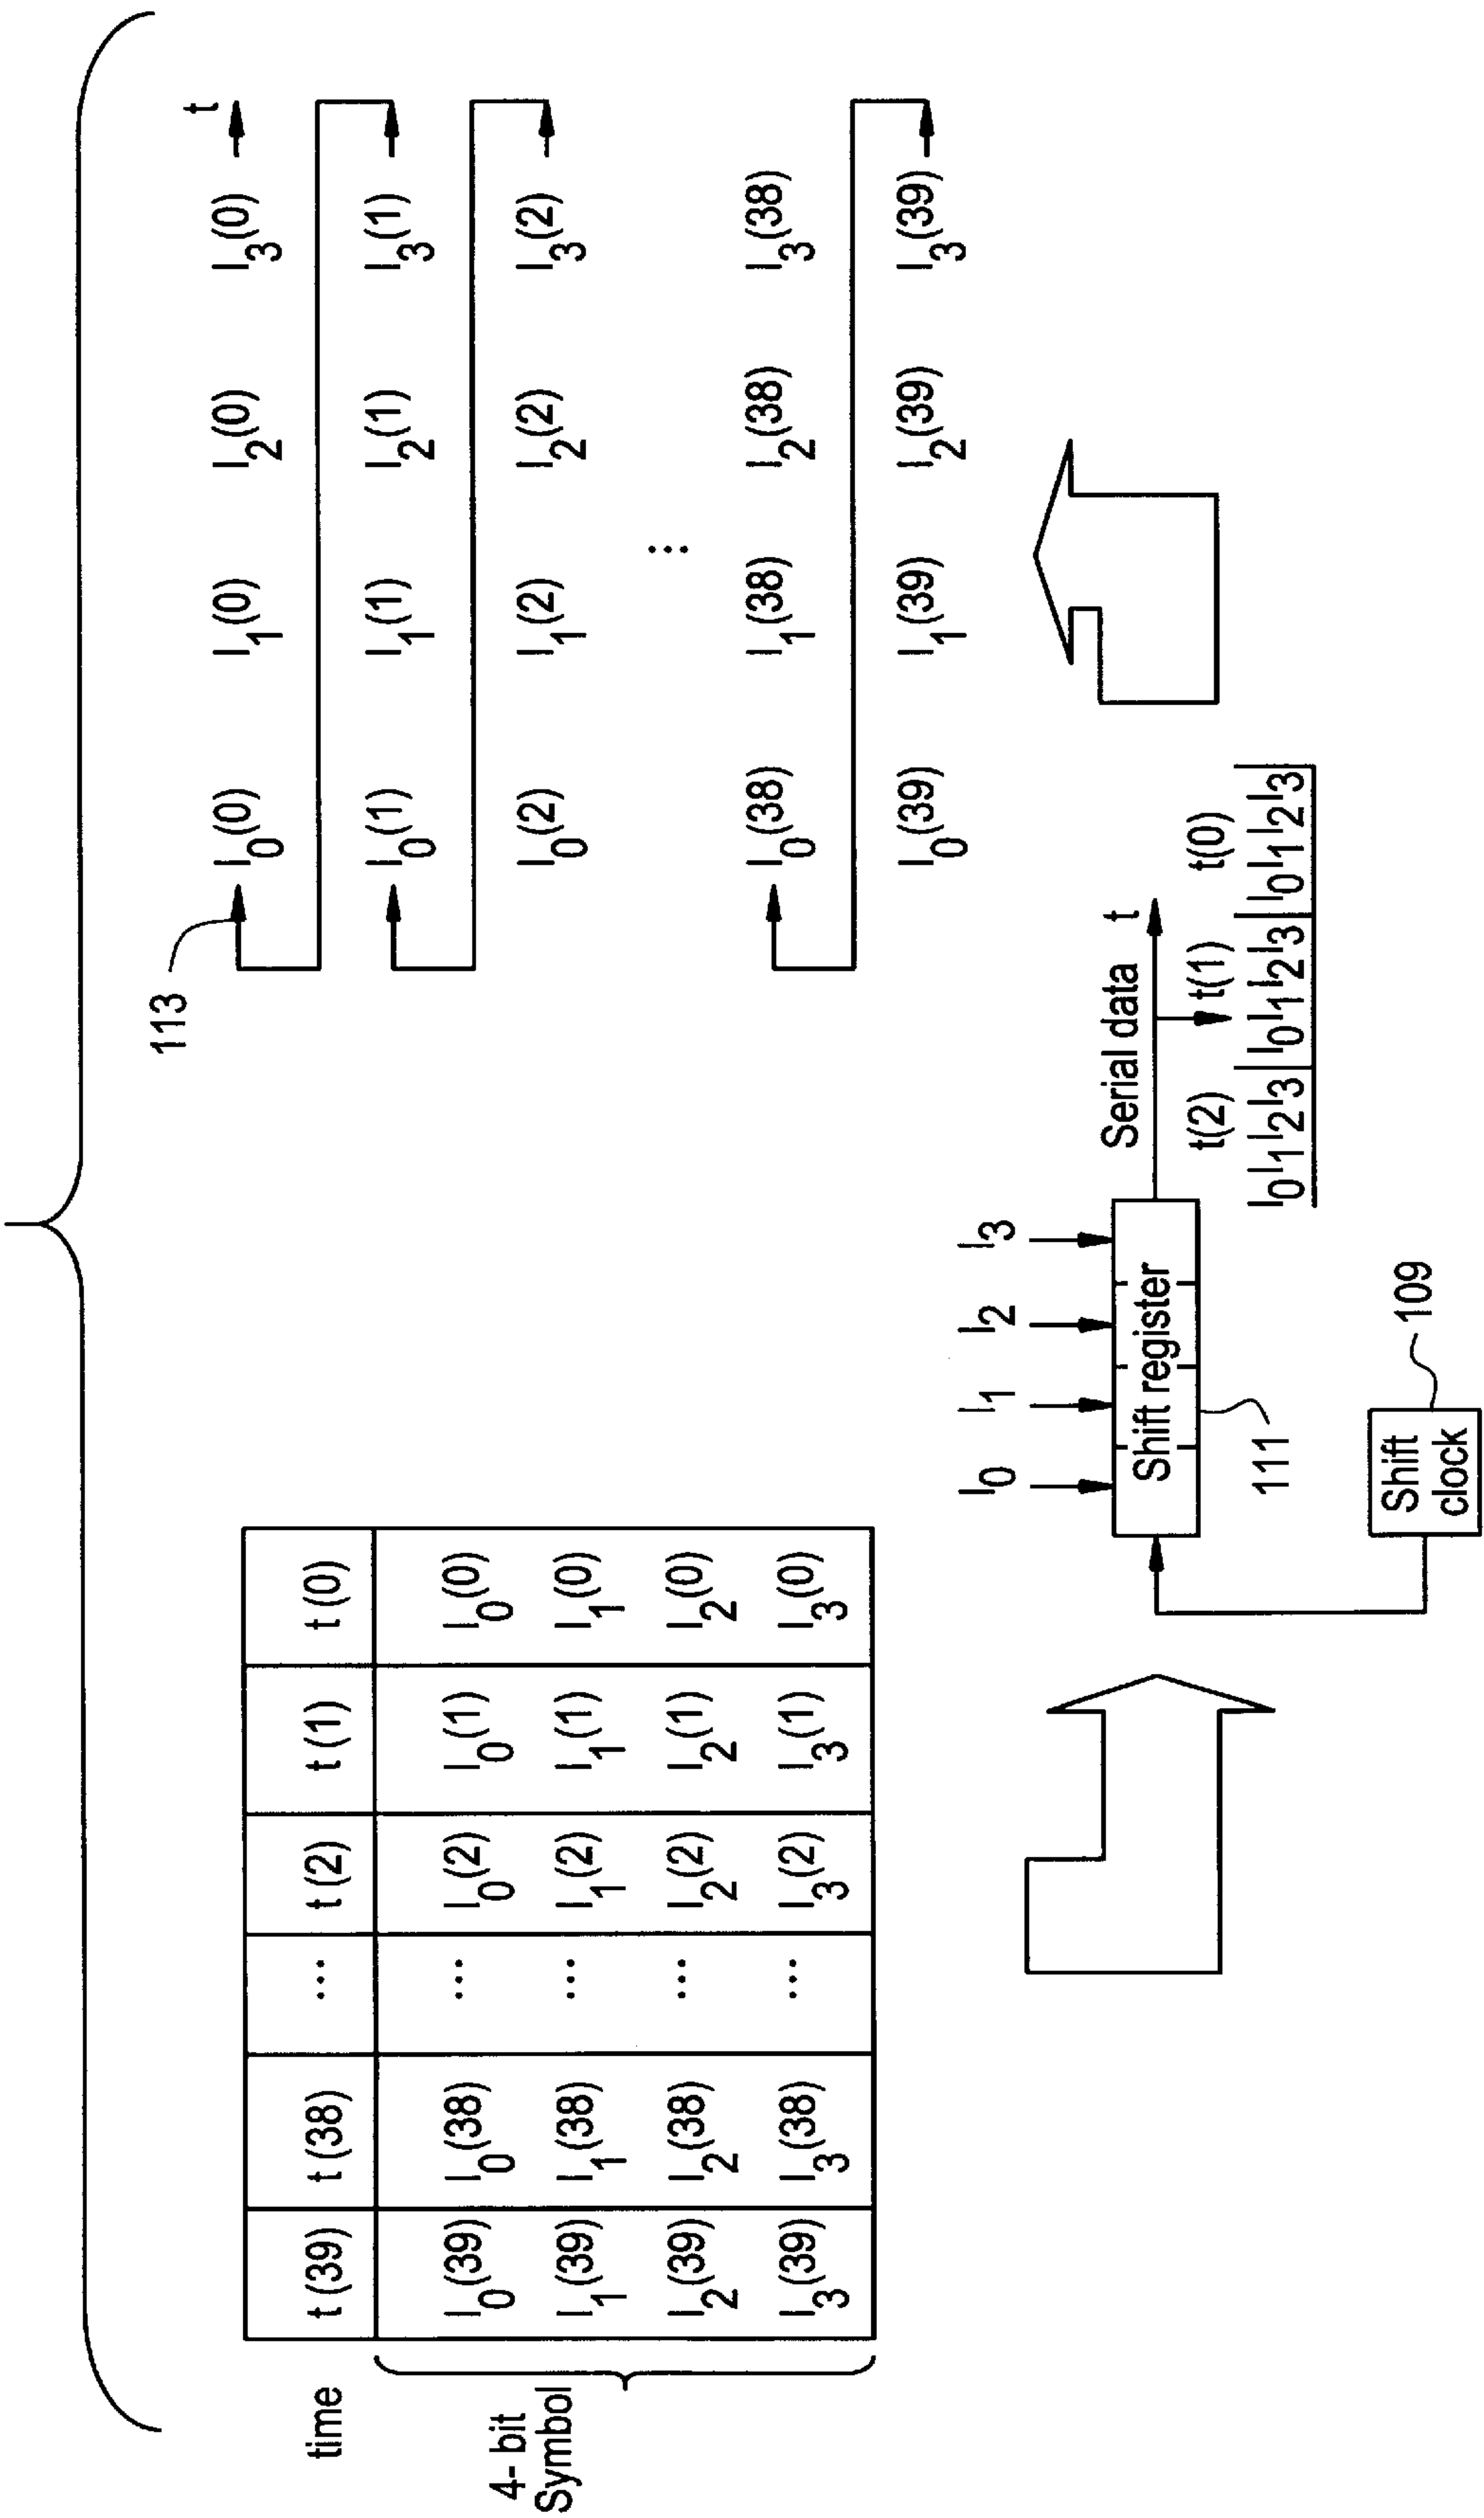 time t(39) t(38) ... t(2) t(1) t(0)
4-bit
Symbol
I0(39) I0(38) ... I0(2) I0(1) I0(0)
I1(39) I1(38) ... I1(2) I1(1) I1(0)
I2(39) I2(38) ... I2(2) I2(1) I2(0)
I3(39) I3(38) ... I3(2) I3(1) I3(0)
I0 I1 I2 I3
Shift register
111
Shift
clock
109
Serial data t
t(2) t(1) t(0)
I0I1I2I3 I0I1I2I3 I0I1I2I3
113
t
I0(0) I1(0) I2(0) I3(0)
I0(1) I1(1) I2(1) I3(1)
I0(2) I1(2) I2(2) I3(2)
...
I0(38) I1(38) I2(38) I3(38)
I0(39) I1(39) I2(39) I3(39)